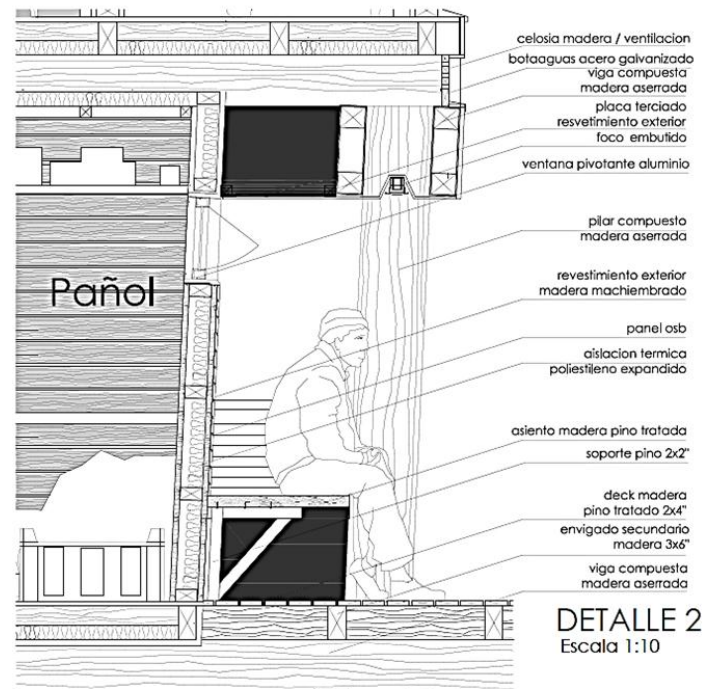 celosia madera / ventilacion
botaaguas acero galvanizado
viga compuesta
madera aserrada
placa terciado
resvetimiento exterior
foco embutido
ventana pivotante aluminio
pilar compuesto
madera aserrada
Pañol
revestimiento exterior
madera machiembrado
panel osb
aislacion termica
poliestileno expandido
asiento madera pino tratada
soporte pino 2x2"
deck madera
pino tratado 2x4"
envigado secundario
madera 3x6"
viga compuesta
madera aserrada
DETALLE 2
Escala 1:10